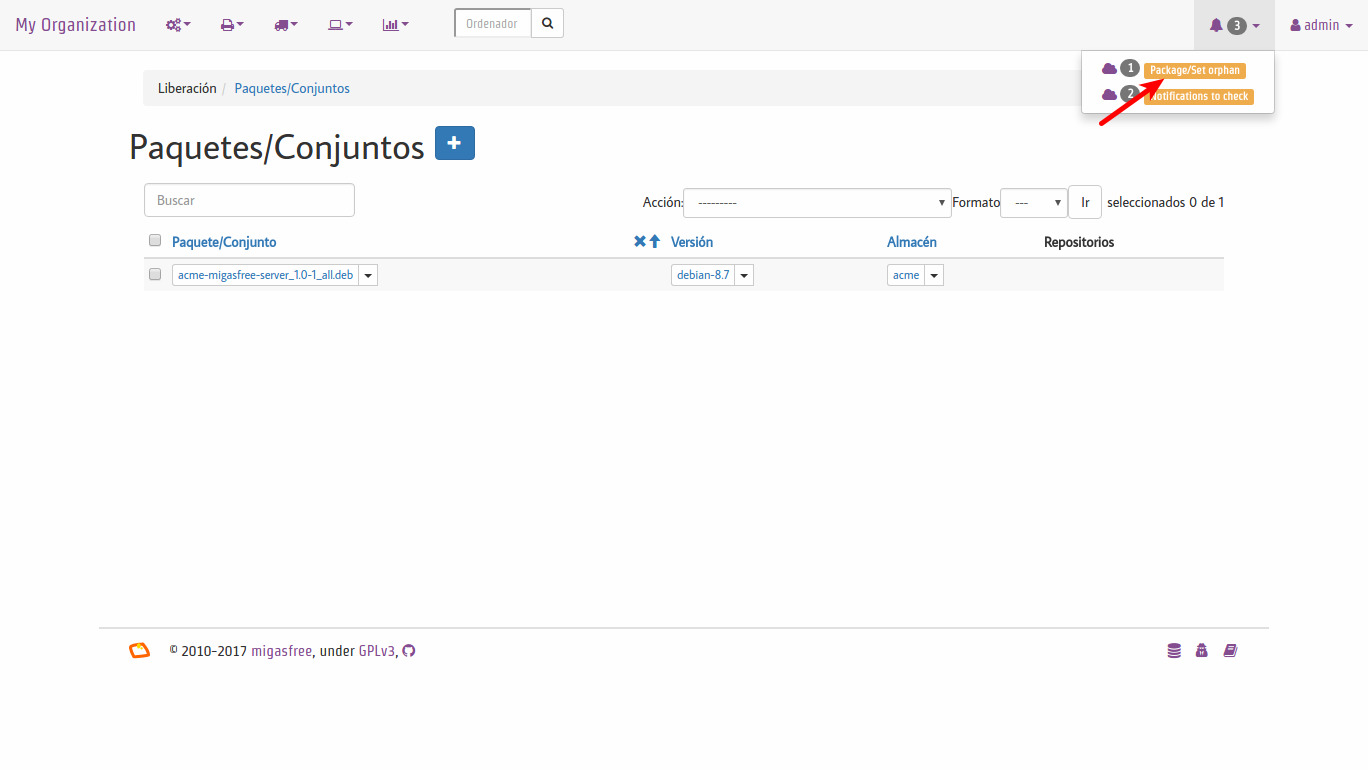 My Organization
Ordenador
3
admin
1 Package/Set orphan
2 Notifications to check
Liberación / Paquetes/Conjuntos
Paquetes/Conjuntos +
Buscar
Acción: --------- Formato --- Ir seleccionados 0 de 1
Paquete/Conjunto Versión Almacén Repositorios
acme-migasfree-server_1.0-1_all.deb debian-8.7 acme
© 2010-2017 migasfree, under GPLv3,